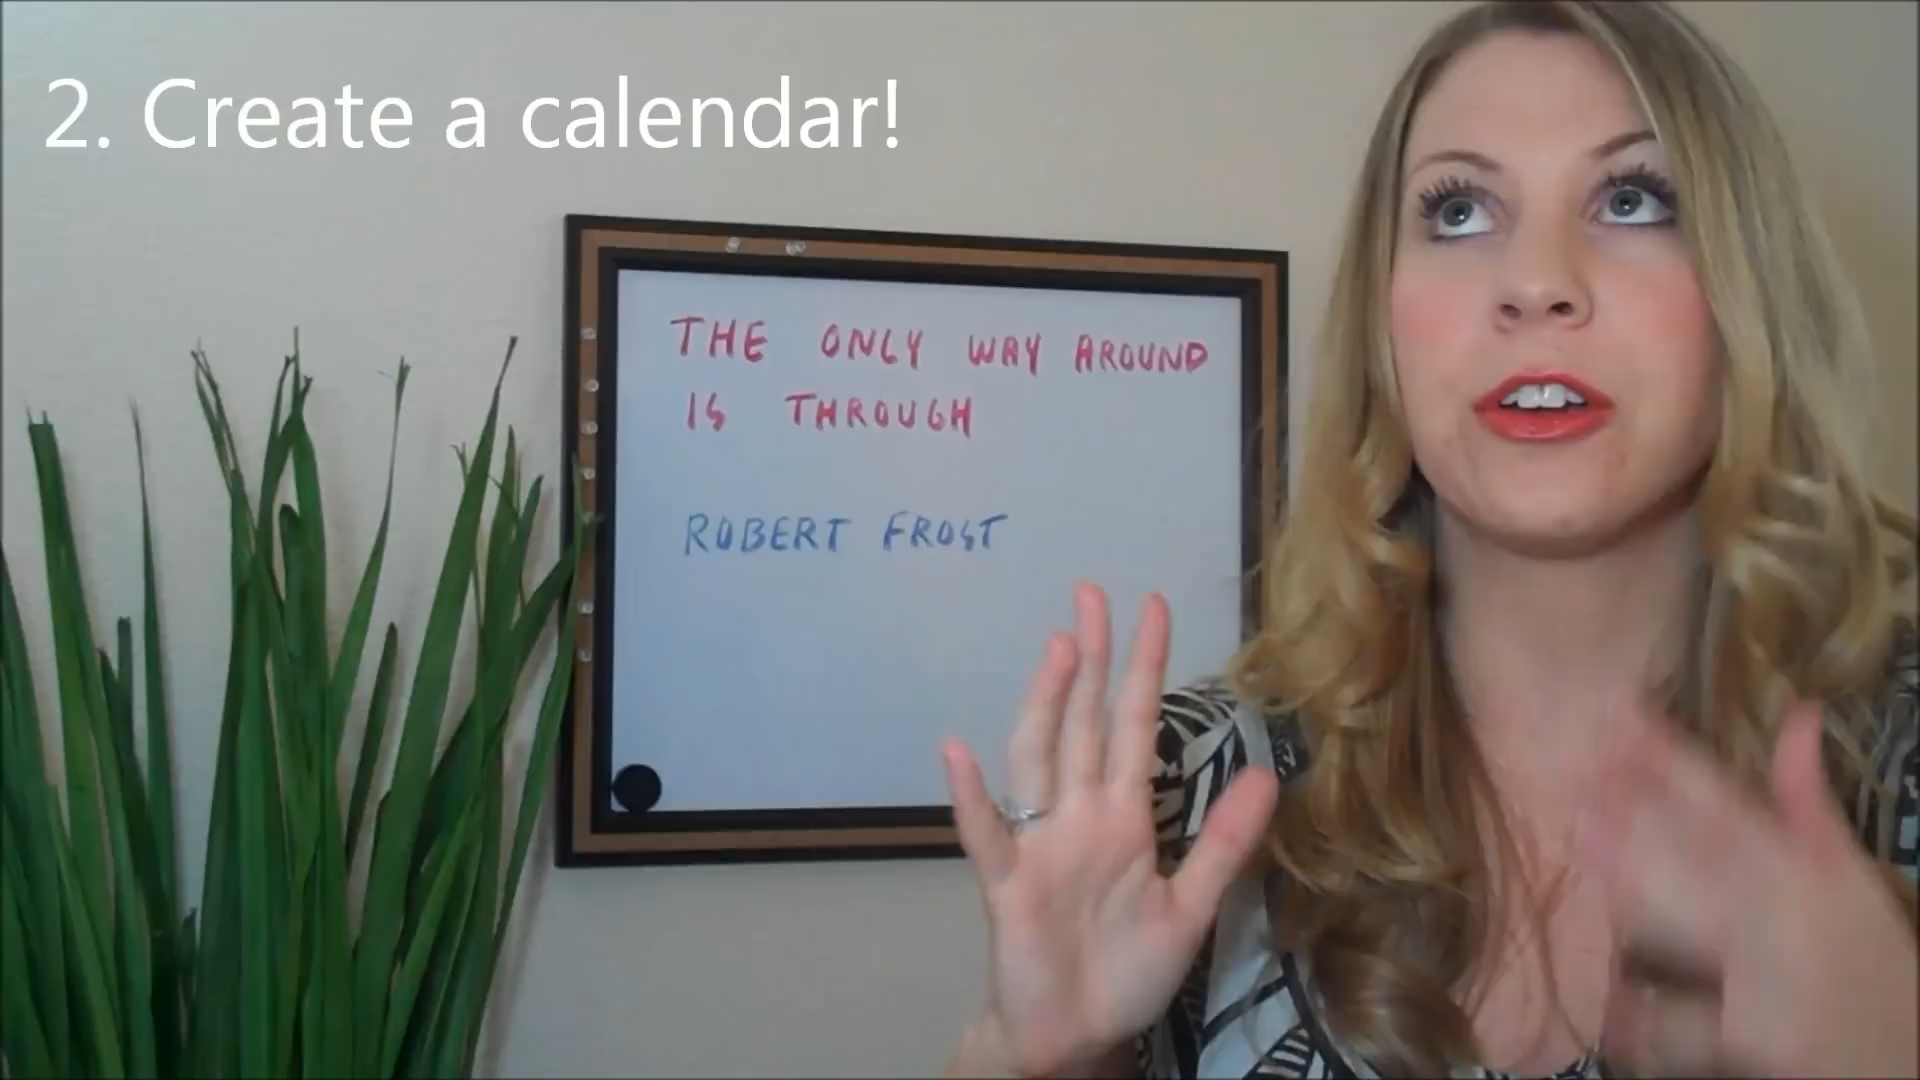 2. Create a calendar!
THE ONLY WAY AROUND
IS THROUGH
ROBERT FROST